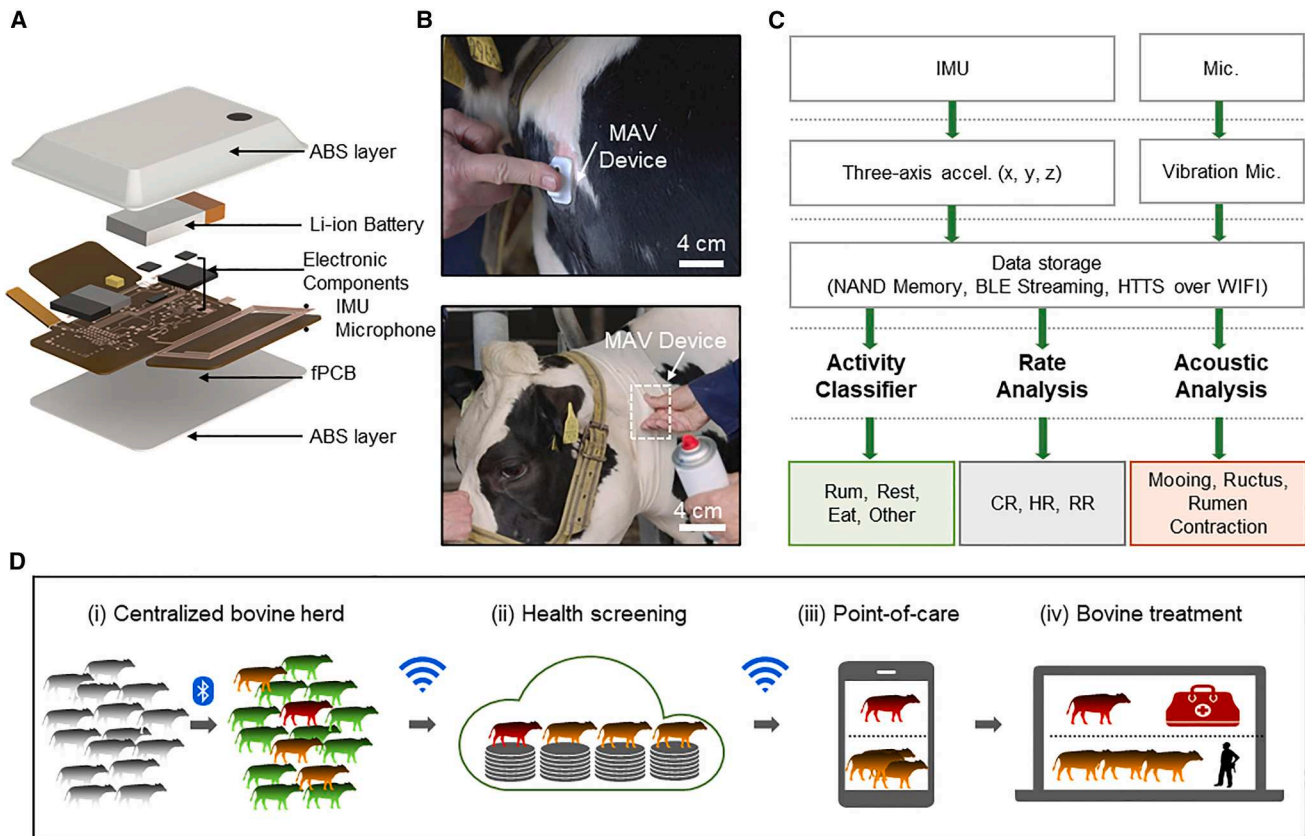 A
ABS layer
Li-ion Battery
Electronic
Components
• IMU
• Microphone
fPCB
ABS layer
B
MAV
Device
4 cm
MAV Device
4 cm
C
IMU
Mic.
Three-axis accel. (x, y, z)
Vibration Mic.
Data storage
(NAND Memory, BLE Streaming, HTTS over WIFI)
Activity
Classifier
Rate
Analysis
Acoustic
Analysis
Rum, Rest,
Eat, Other
CR, HR, RR
Mooing, Ructus,
Rumen
Contraction
D
(i) Centralized bovine herd
(ii) Health screening
(iii) Point-of-care
(iv) Bovine treatment